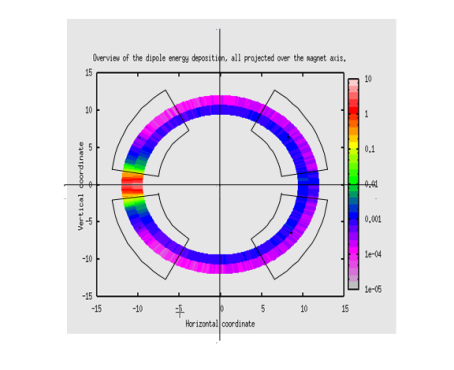 Overview of the dipole energy deposition, all projected over the magnet axis.
15
10
5
0
-5
-10
-15
Vertical coordinate
-15 -10 -5 0 5 10 15
Horizontal coordinate
10
1
0,1
0,01
0,001
1e-04
1e-05